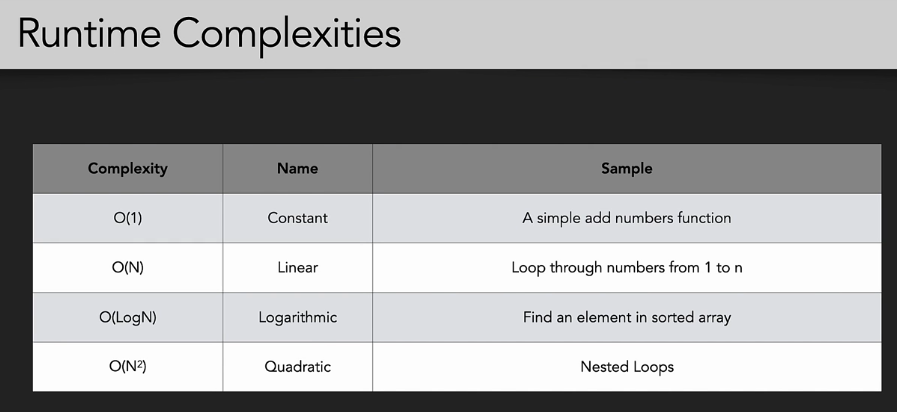 Runtime Complexities
Complexity Name Sample
O(1) Constant A simple add numbers function
O(N) Linear Loop through numbers from 1 to n
O(LogN) Logarithmic Find an element in sorted array
O(N²) Quadratic Nested Loops